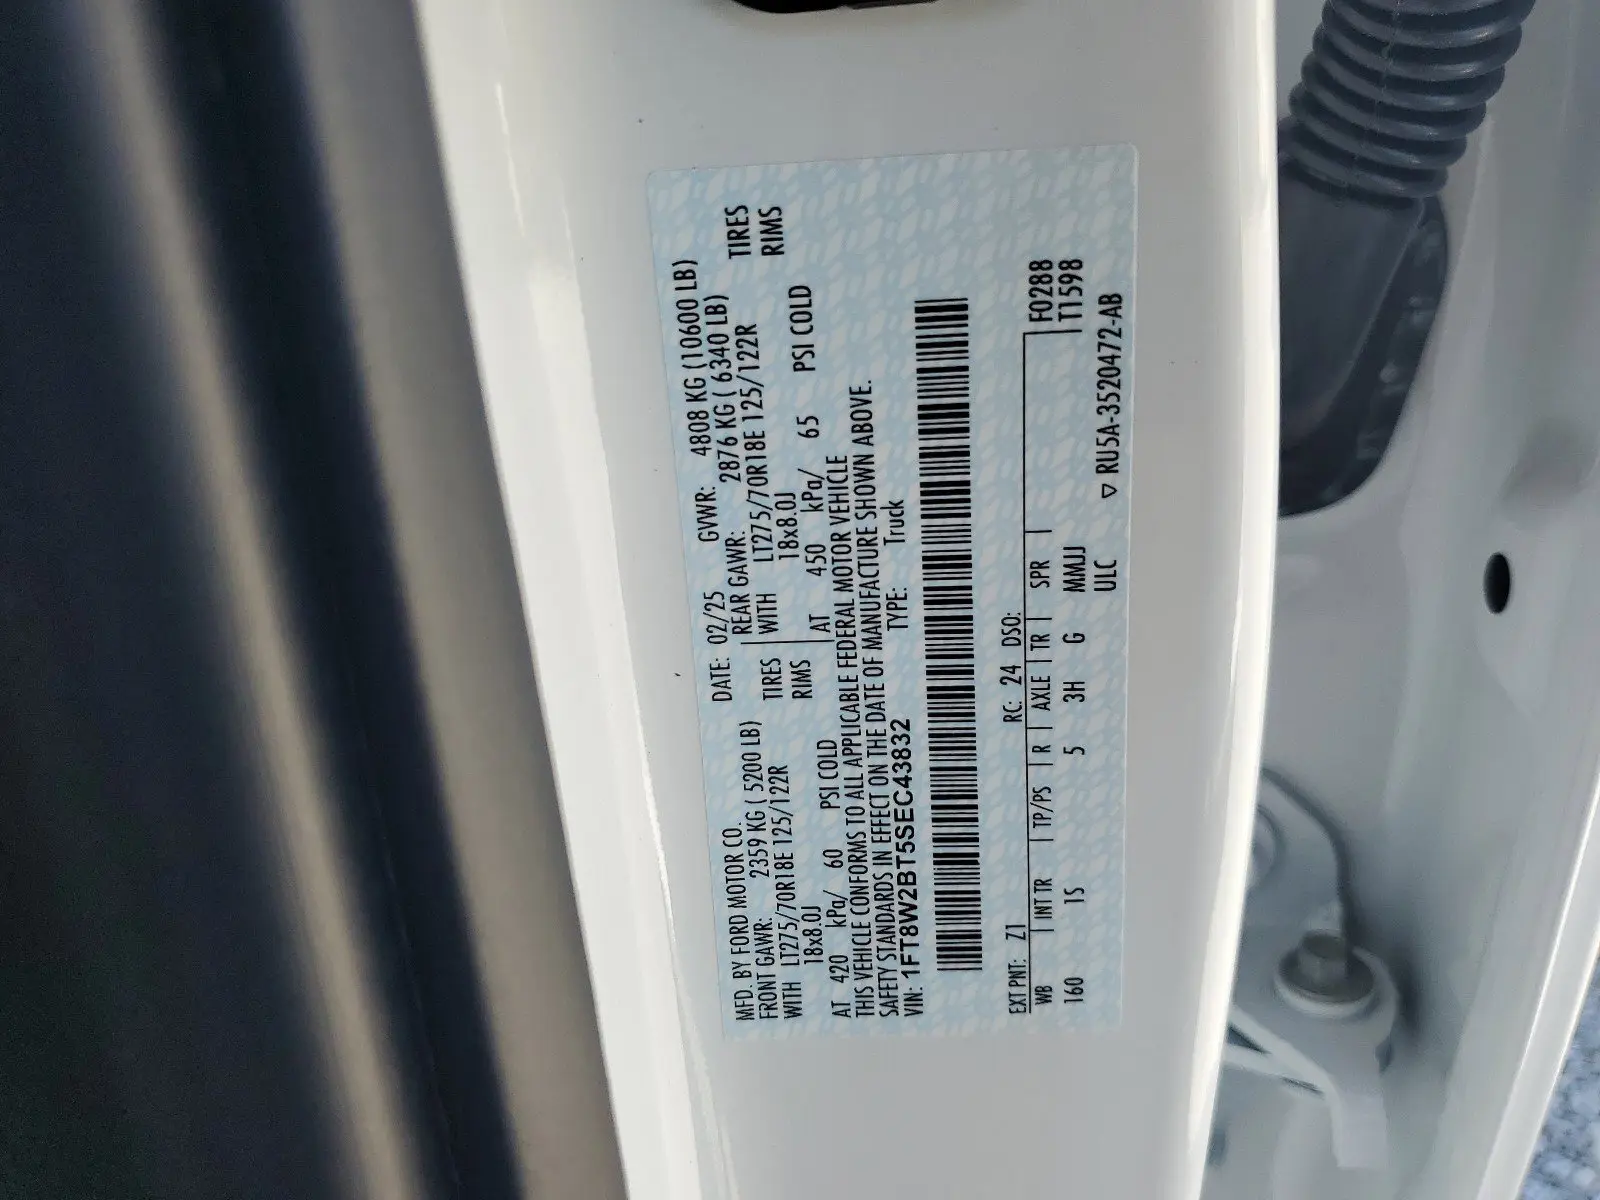 MFD. BY FORD MOTOR CO.
DATE: 02/25 GVWR: 4808 KG (10600 LB)
FRONT GAWR: 2359 KG ( 5200 LB) REAR GAWR: 2876 KG ( 6340 LB)
WITH LT275/70R18E 125/122R TIRES WITH LT275/70R18E 125/122R TIRES
18x8.0J RIMS 18x8.0J RIMS
AT 420 kPa/ 60 PSI COLD AT 450 kPa/ 65 PSI COLD
THIS VEHICLE CONFORMS TO ALL APPLICABLE FEDERAL MOTOR VEHICLE
SAFETY STANDARDS IN EFFECT ON THE DATE OF MANUFACTURE SHOWN ABOVE.
VIN: 1FT8W2BT5SEC43832 TYPE: Truck
EXT PNT: Z1 RC: 24 DSO: F0288
WB | INT TR | TP/PS | R | AXLE | TR | SPR | T1598
160 1S 5 3H G MMJJ
ULC ▽ RU5A-3520472-AB